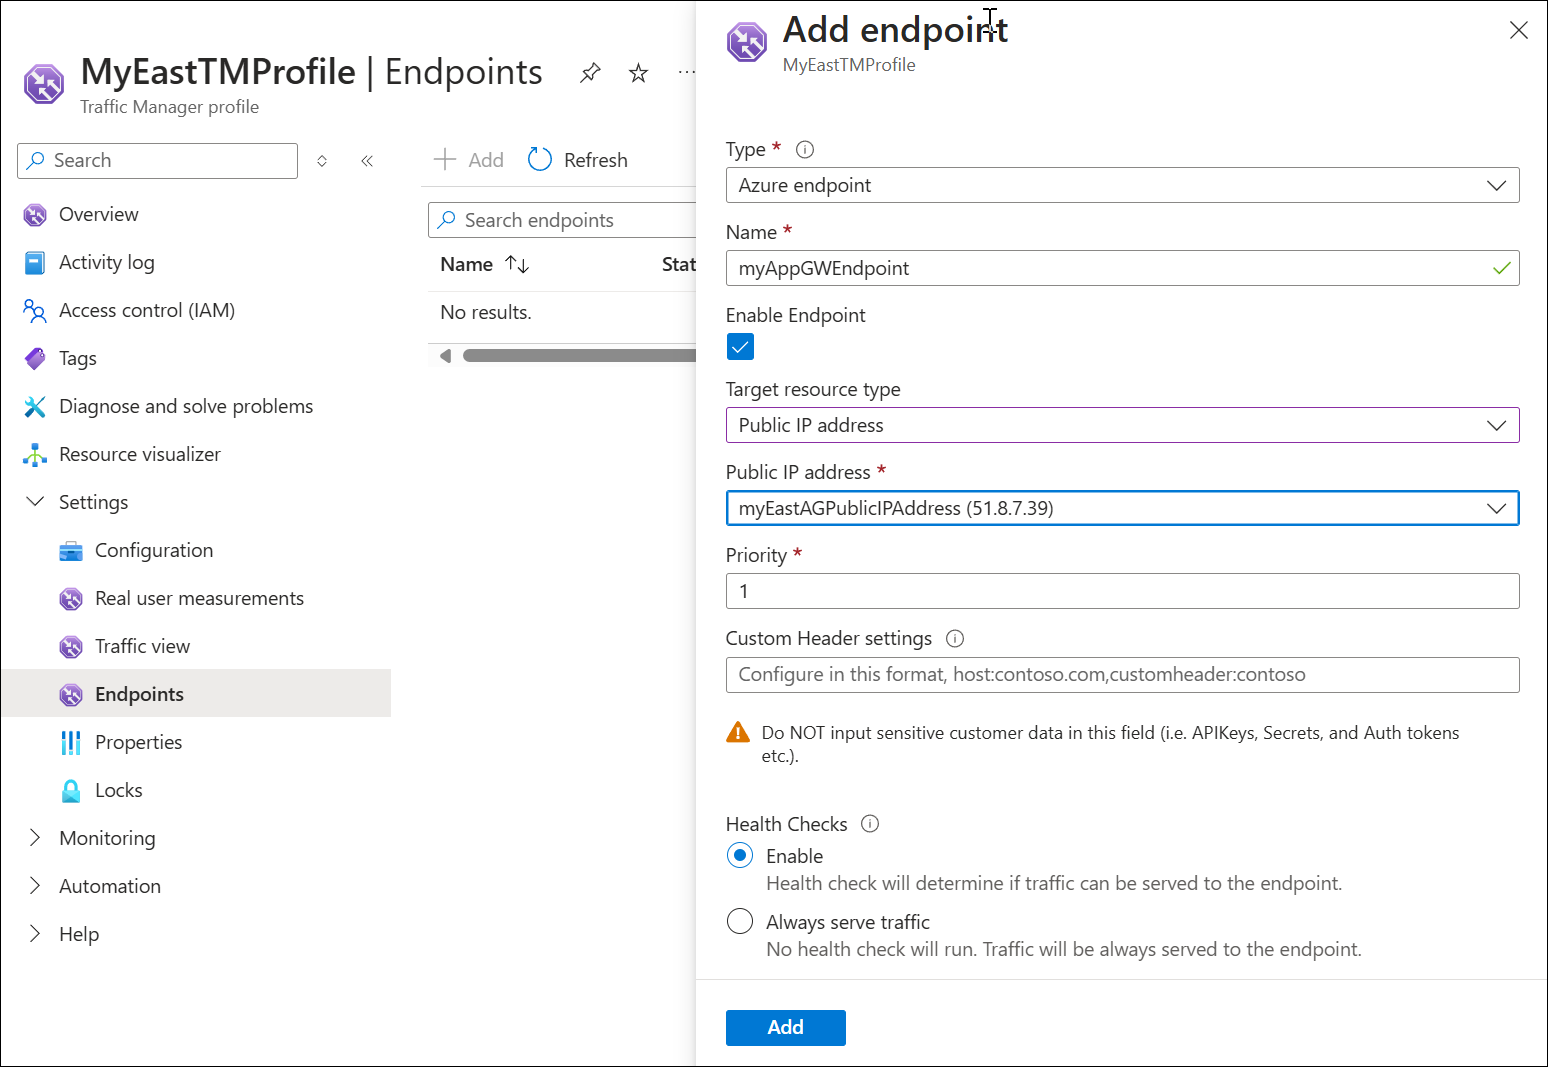 MyEastTMProfile | Endpoints
Traffic Manager profile
Search
Overview
Activity log
Access control (IAM)
Tags
Diagnose and solve problems
Resource visualizer
Settings
Configuration
Real user measurements
Traffic view
Endpoints
Properties
Locks
Monitoring
Automation
Help
Add Refresh
Search endpoints
Name Stat
No results.
Add endpoint
MyEastTMProfile
Type *
Azure endpoint
Name *
myAppGWEndpoint
Enable Endpoint
Target resource type
Public IP address
Public IP address *
myEastAGPublicIPAddress (51.8.7.39)
Priority *
1
Custom Header settings
Configure in this format, host:contoso.com,customheader:contoso
Do NOT input sensitive customer data in this field (i.e. APIKeys, Secrets, and Auth tokens
etc.).
Health Checks
Enable
Health check will determine if traffic can be served to the endpoint.
Always serve traffic
No health check will run. Traffic will be always served to the endpoint.
Add